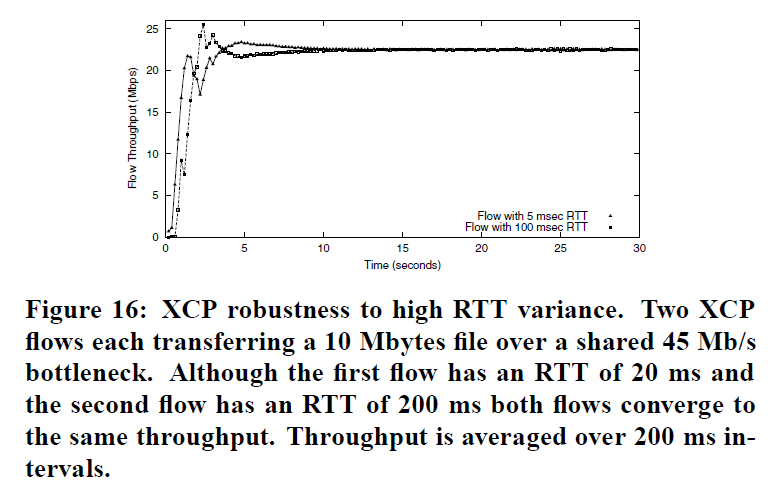 25
20
15
10
5
0
Flow Throughput (Mbps)
Flow with 5 msec RTT
Flow with 100 msec RTT
0 5 10 15 20 25 30
Time (seconds)
Figure 16: XCP robustness to high RTT variance. Two XCP
flows each transferring a 10 Mbytes file over a shared 45 Mb/s
bottleneck. Although the first flow has an RTT of 20 ms and
the second flow has an RTT of 200 ms both flows converge to
the same throughput. Throughput is averaged over 200 ms in-
tervals.